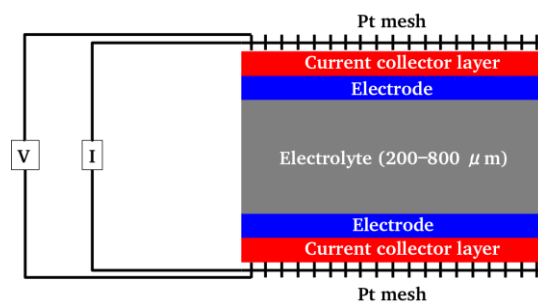 Pt mesh
Current collector layer
Electrode
V
I
Electrolyte (200–800 μm)
Electrode
Current collector layer
Pt mesh